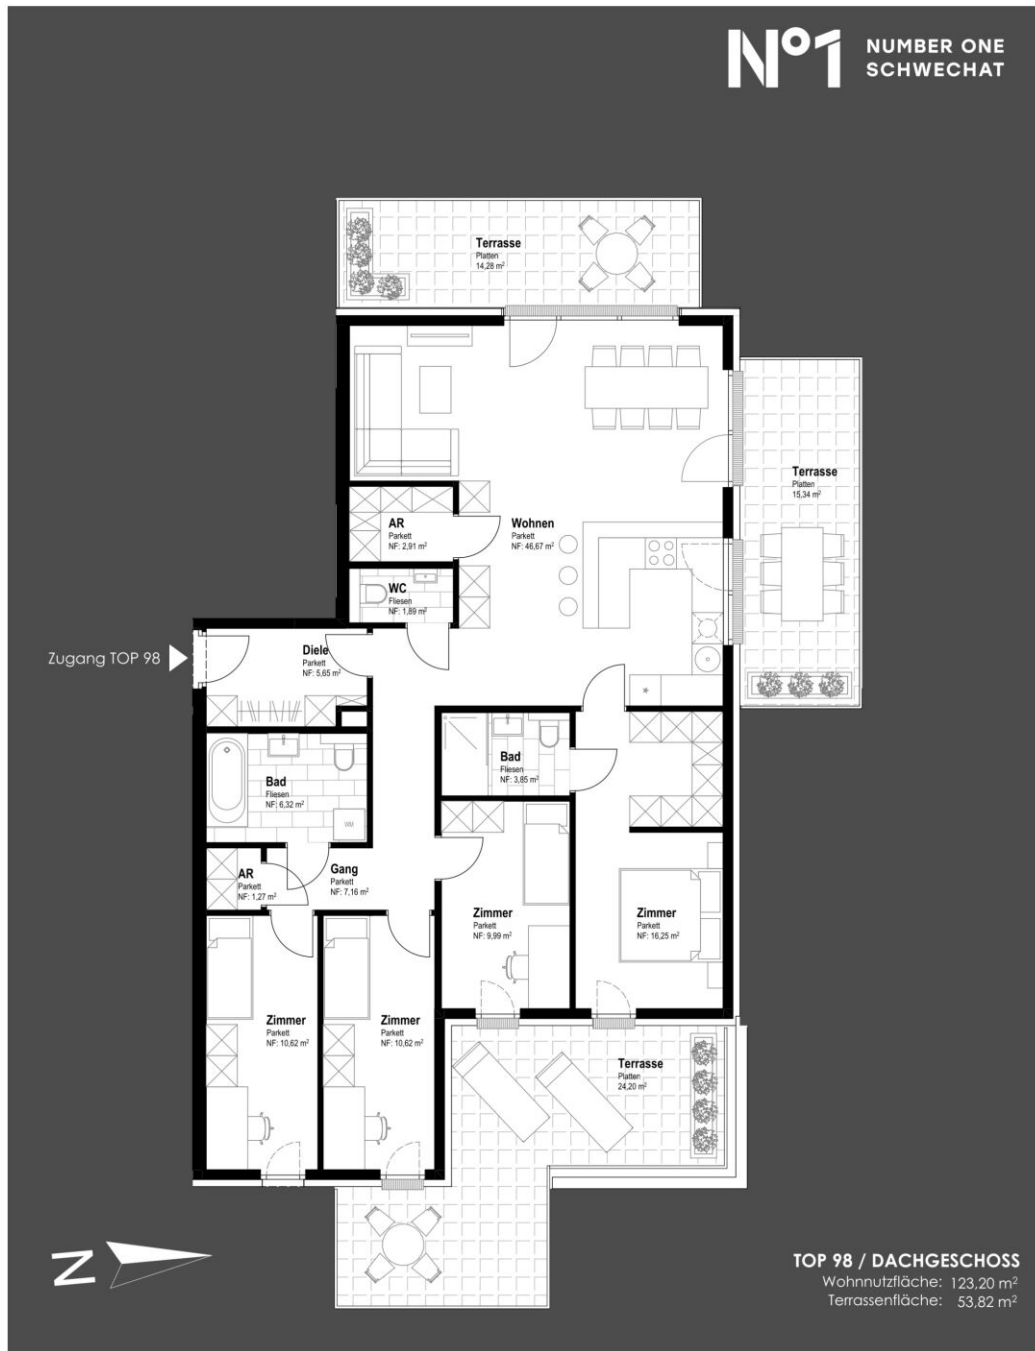 Nº1
NUMBER ONE
SCHWECHAT
Terrasse
Platten
14,28 m²
Terrasse
Platten
15,34 m²
AR
Parkett
NF: 2,91 m²
Wohnen
Parkett
NF: 46,67 m²
WC
Fliesen
NF: 1,89 m²
Zugang TOP 98
Diele
Parkett
NF: 5,65 m²
*
Bad
Fliesen
NF: 6,32 m²
WM
Bad
Fliesen
NF: 3,85 m²
AR
Parkett
NF: 1,27 m²
Gang
Parkett
NF: 7,16 m²
Zimmer
Parkett
NF: 9,99 m²
Zimmer
Parkett
NF: 16,25 m²
Zimmer
Parkett
NF: 10,62 m²
Zimmer
Parkett
NF: 10,62 m²
Terrasse
Platten
24,20 m²
N
TOP 98 / DACHGESCHOSS
Wohnnutzfläche: 123,20 m²
Terrassenfläche: 53,82 m²